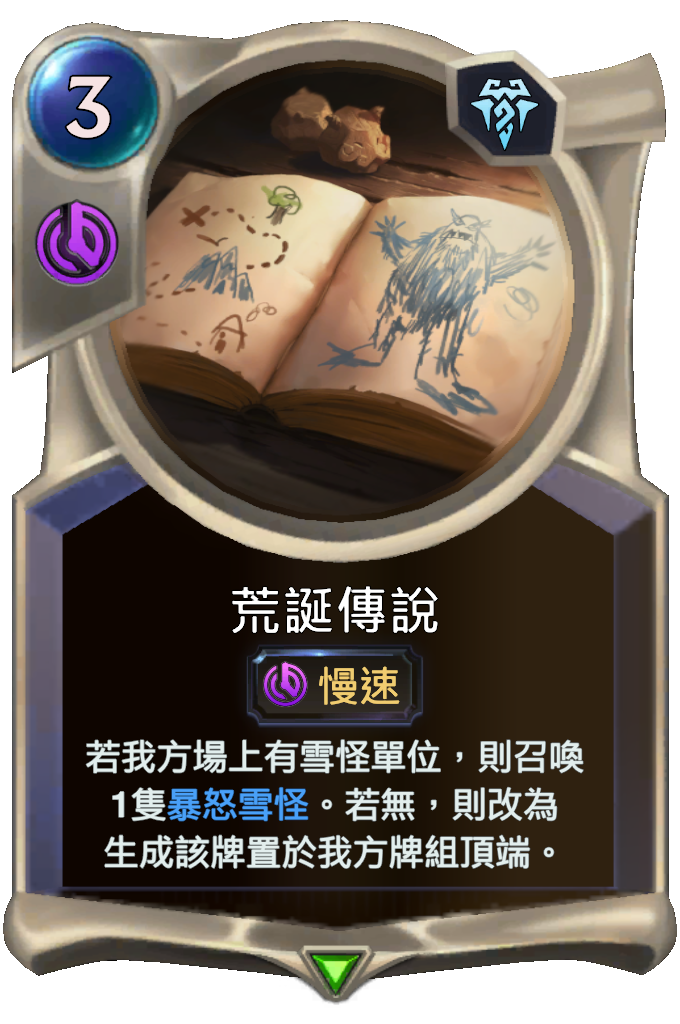 3
荒誕傳說
慢速
若我方場上有雪怪單位，則召喚
1隻暴怒雪怪。若無，則改為
生成該牌置於我方牌組頂端。